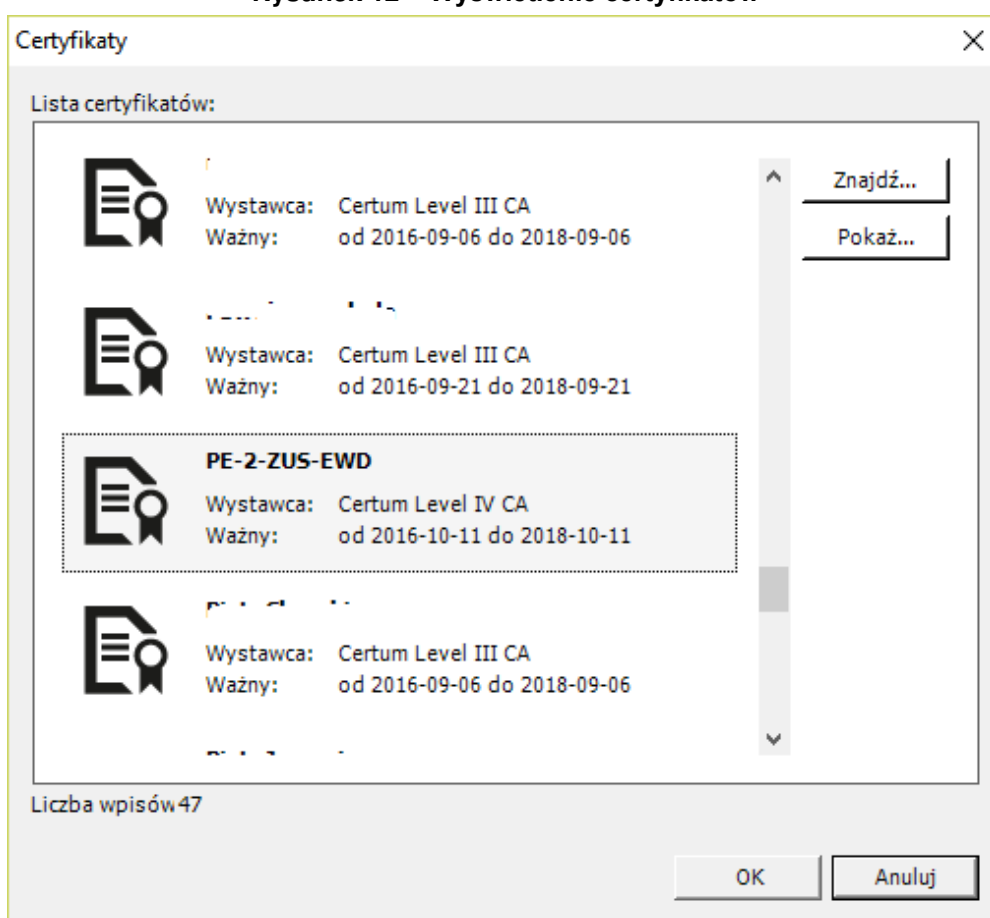 Certyfikaty
Lista certyfikatów:
Znajdź...
Pokaż...
Wystawca: Certum Level III CA
Ważny: od 2016-09-06 do 2018-09-06
Wystawca: Certum Level III CA
Ważny: od 2016-09-21 do 2018-09-21
PE-2-ZUS-EWD
Wystawca: Certum Level IV CA
Ważny: od 2016-10-11 do 2018-10-11
Wystawca: Certum Level III CA
Ważny: od 2016-09-06 do 2018-09-06
Liczba wpisów 47
OK
Anuluj